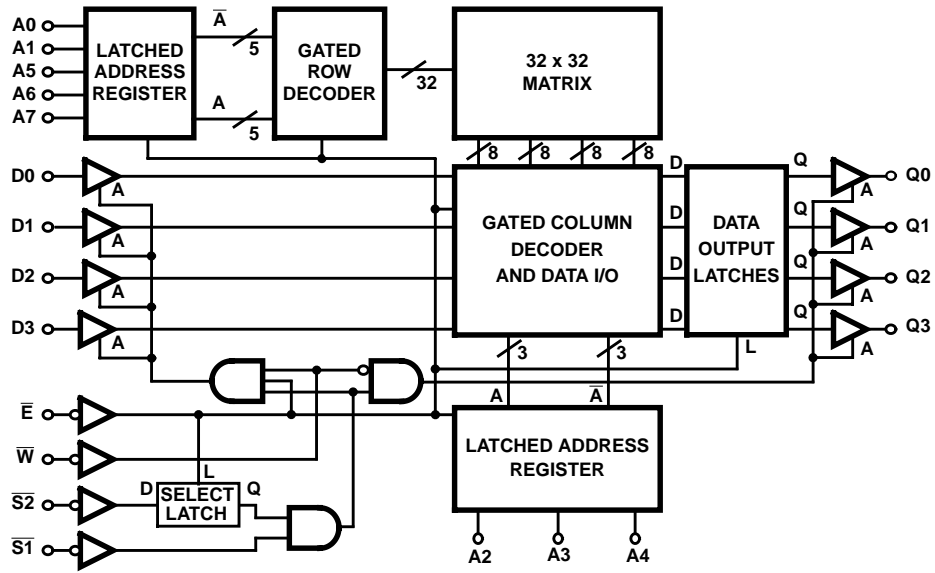 A0
A1
A5
A6
A7
LATCHED
ADDRESS
REGISTER
A̅
5
A
5
GATED
ROW
DECODER
32
32 x 32
MATRIX
8
8
8
8
D0
A
D1
A
D2
A
D3
A
GATED COLUMN
DECODER
AND DATA I/O
D
D
D
D
DATA
OUTPUT
LATCHES
L
Q
Q
Q
Q
A
A
A
A
Q0
Q1
Q2
Q3
3
3
A
A̅
E̅
W̅
S̅2̅
S̅1̅
L
D
SELECT
LATCH
Q
LATCHED ADDRESS
REGISTER
A2
A3
A4